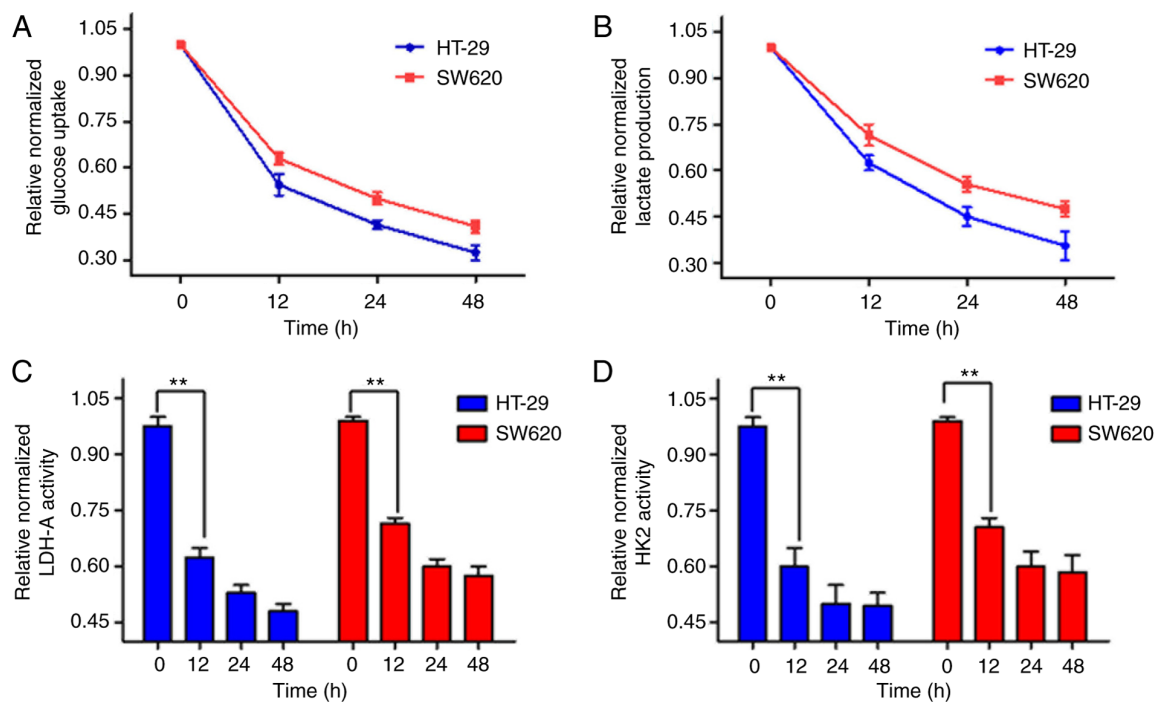 A
Relative normalized
glucose uptake
1.05
0.90
0.75
0.60
0.45
0.30
HT-29
SW620
0 12 24 48
Time (h)
B
Relative normalized
lactate production
1.05
0.90
0.75
0.60
0.45
0.30
HT-29
SW620
0 12 24 48
Time (h)
C
Relative normalized
LDH-A activity
1.05
0.90
0.75
0.60
0.45
** **
HT-29
SW620
0 12 24 48 0 12 24 48
Time (h)
D
Relative normalized
HK2 activity
1.05
0.90
0.75
0.60
0.45
** **
HT-29
SW620
0 12 24 48 0 12 24 48
Time (h)